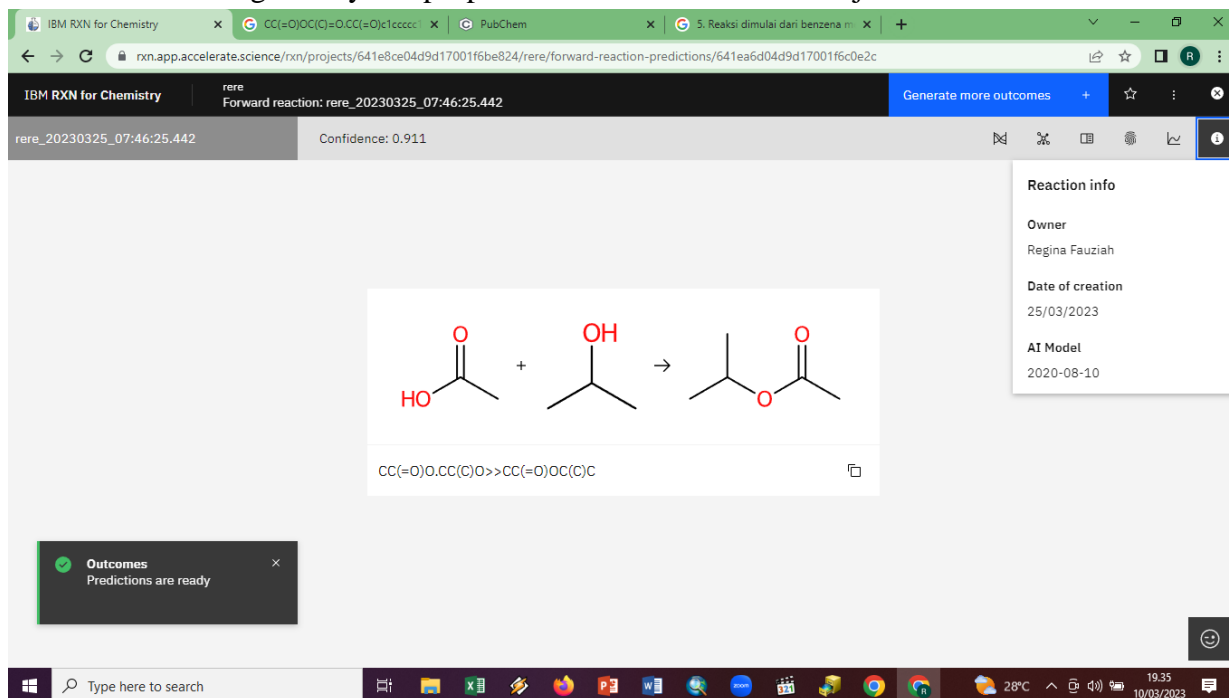 IBM RXN for Chemistry
CC(=O)OC(C)=O.CC(=O)c1ccccc1
PubChem
5. Reaksi dimulai dari benzena m
rxn.app.accelerate.science/rxn/projects/641e8ce04d9d17001f6be824/rere/forward-reaction-predictions/641ea6d04d9d17001f6c0e2c
R
IBM RXN for Chemistry
rere
Forward reaction: rere_20230325_07:46:25.442
Generate more outcomes +
rere_20230325_07:46:25.442
Confidence: 0.911
Reaction info
Owner
Regina Fauziah
Date of creation
25/03/2023
AI Model
2020-08-10
O
HO
+
OH
→
O
O
CC(=O)O.CC(C)O>>CC(=O)OC(C)C
Outcomes
Predictions are ready
Type here to search
zoom
321
R
28°C
19.35
10/03/2023